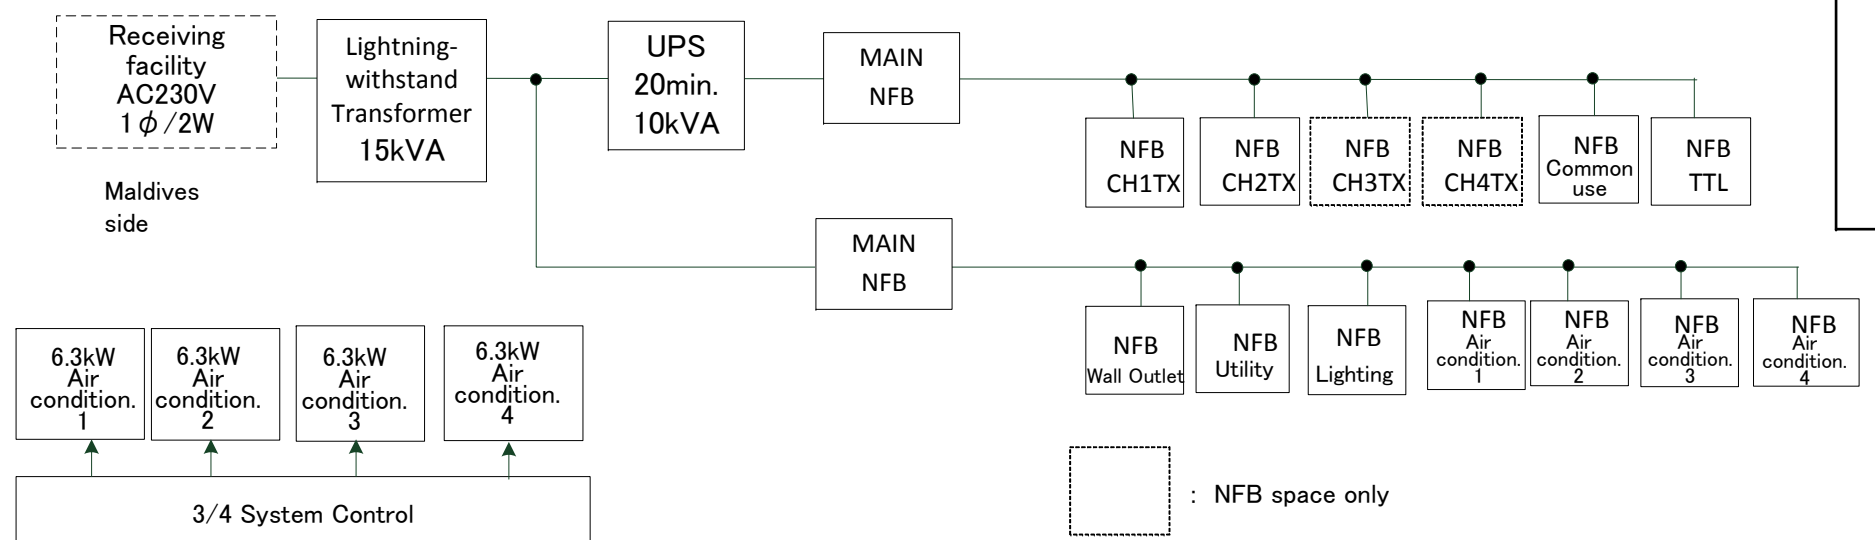 Receiving
facility
AC230V
1φ/2W
Maldives
side
Lightning-
withstand
Transformer
15kVA
UPS
20min.
10kVA
MAIN
NFB
NFB
CH1TX
NFB
CH2TX
NFB
CH3TX
NFB
CH4TX
NFB
Common
use
NFB
TTL
MAIN
NFB
NFB
Wall Outlet
NFB
Utility
NFB
Lighting
NFB
Air
condition.
1
NFB
Air
condition.
2
NFB
Air
condition.
3
NFB
Air
condition.
4
6.3kW
Air
condition.
1
6.3kW
Air
condition.
2
6.3kW
Air
condition.
3
6.3kW
Air
condition.
4
3/4 System Control
: NFB space only